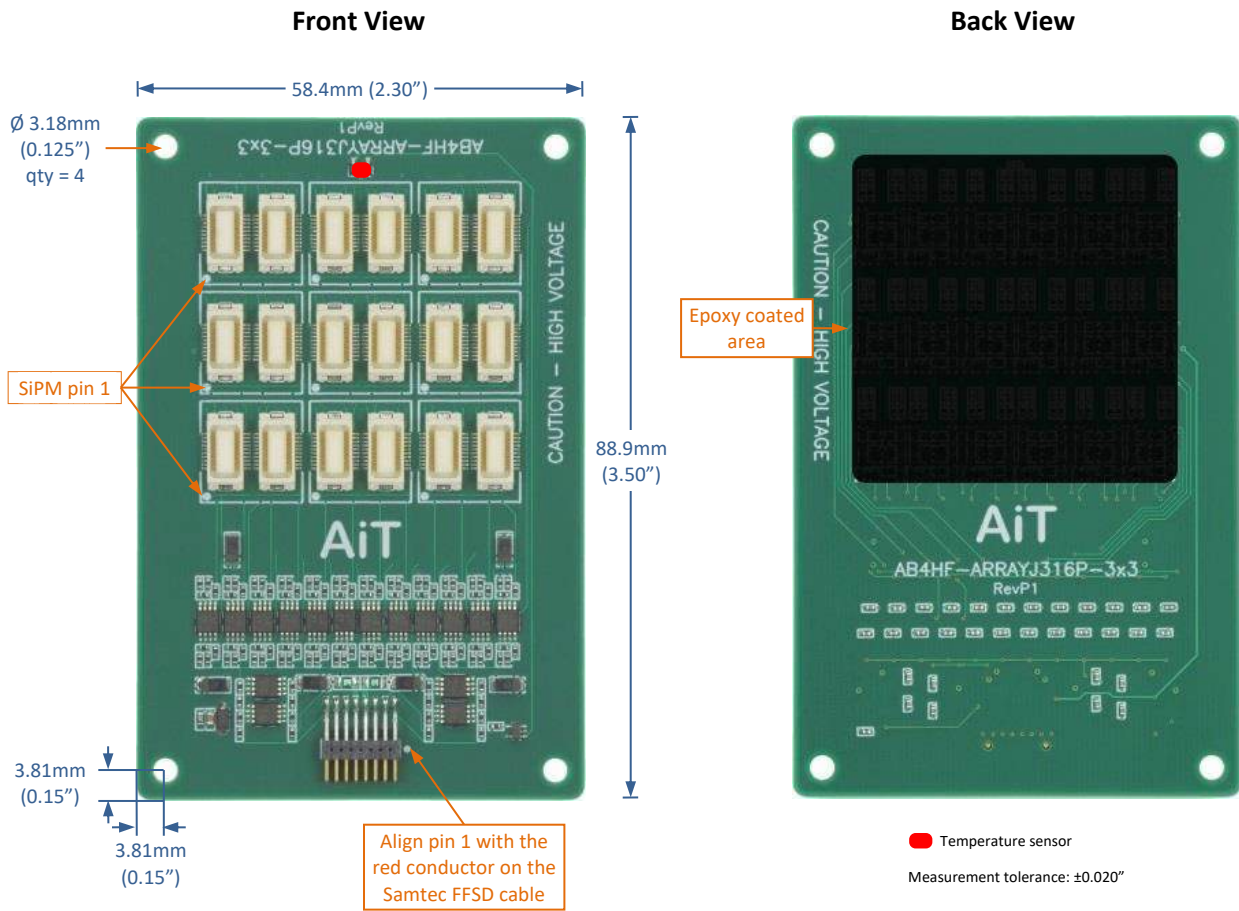 Front View
Back View
58.4mm (2.30”)
Ø 3.18mm
(0.125”)
qty = 4
AB4HF-ARRAYJ316P-3x3
RevP1
CAUTION – HIGH VOLTAGE
SiPM pin 1
88.9mm
(3.50”)
AiT
3.81mm
(0.15”)
3.81mm
(0.15”)
Align pin 1 with the
red conductor on the
Samtec FFSD cable
CAUTION – HIGH VOLTAGE
Epoxy coated
area
AiT
AB4HF-ARRAYJ316P-3x3
RevP1
Temperature sensor
Measurement tolerance: ±0.020”